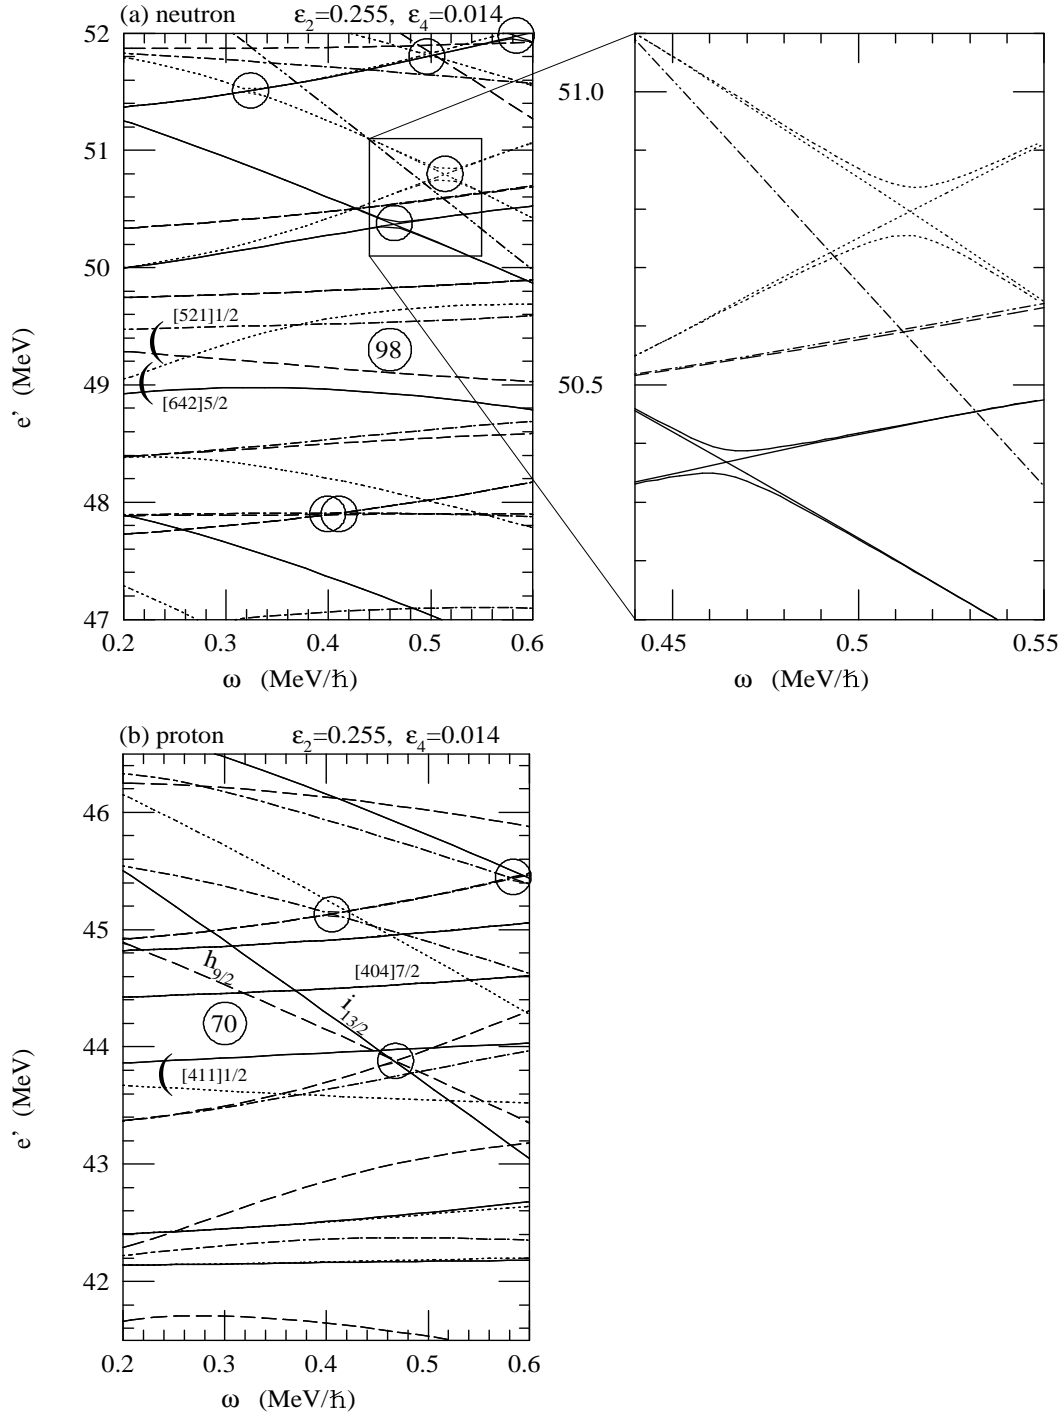 (a) neutron ε2=0.255, ε4=0.014
52
51
50
49
48
47
e' (MeV)
[521]1/2
98
[642]5/2
0.2 0.3 0.4 0.5 0.6
ω (MeV/ħ)
51.0
50.5
0.45 0.5 0.55
ω (MeV/ħ)
(b) proton ε2=0.255, ε4=0.014
46
45
44
43
42
e' (MeV)
h9/2
[404]7/2
i13/2
70
[411]1/2
0.2 0.3 0.4 0.5 0.6
ω (MeV/ħ)